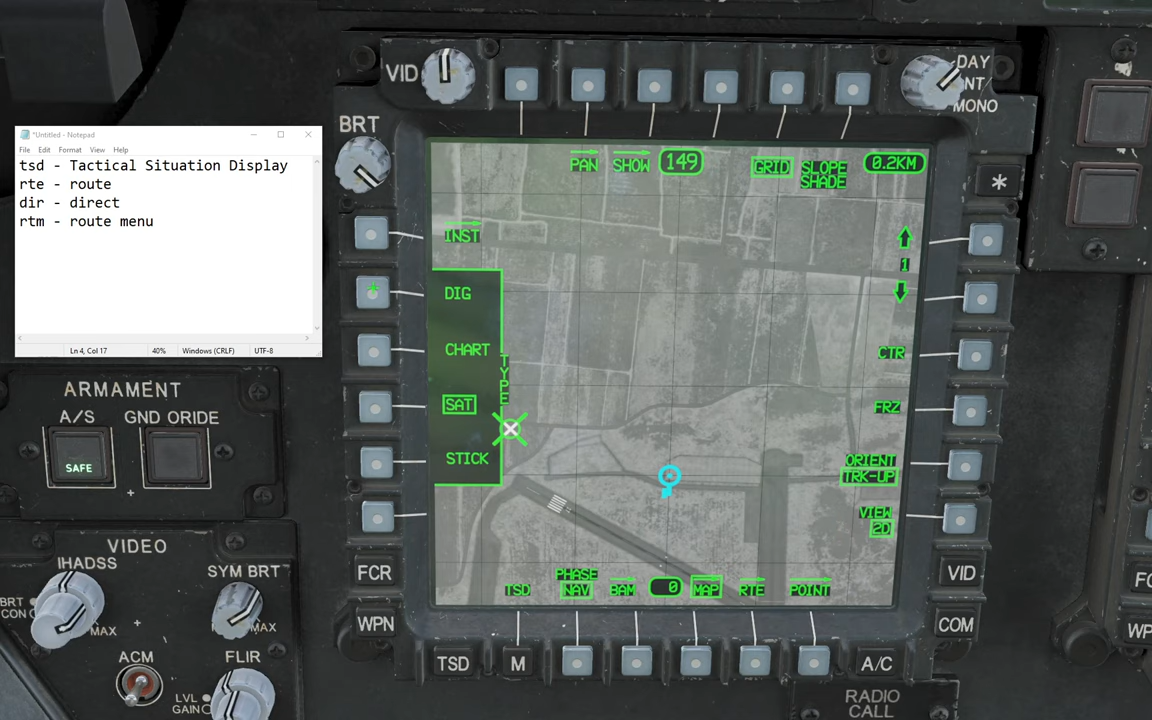 VID
DAY
NT/
MONO
BRT
*Untitled - Notepad
File Edit Format View Help
tsd - Tactical Situation Display
rte - route
dir - direct
rtm - route menu
Ln 4, Col 17 40% Windows (CRLF) UTF-8
PAN SHOW 149 GRID SLOPE SHADE 0.2KM
*
INST
1
DIG
CHART
TYPE
SAT
STICK
CTR
FRZ
ORIENT
TRK-UP
VIEW
2D
TSD PHASE NAV BAM 0 MAP RTE POINT
ARMAMENT
A/S GND ORIDE
SAFE
FCR
VID
WPN
COM
TSD M A/C
VIDEO
IHADSS
SYM BRT
BRT
CON
MAX
MAX
ACM
FLIR
LVL
GAIN
RADIO
CALL